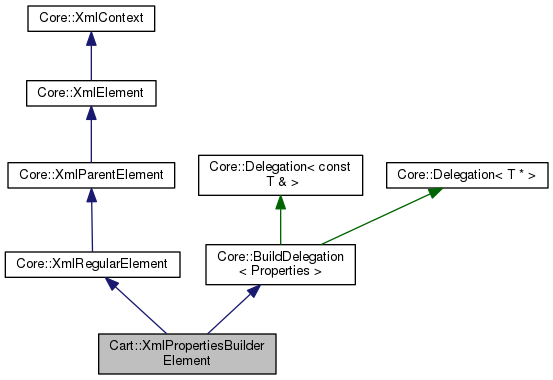 Core::XmlContext
Core::XmlElement
Core::XmlParentElement
Core::Delegation< const
T & >
Core::Delegation< T * >
Core::XmlRegularElement
Core::BuildDelegation
< Properties >
Cart::XmlPropertiesBuilder
Element